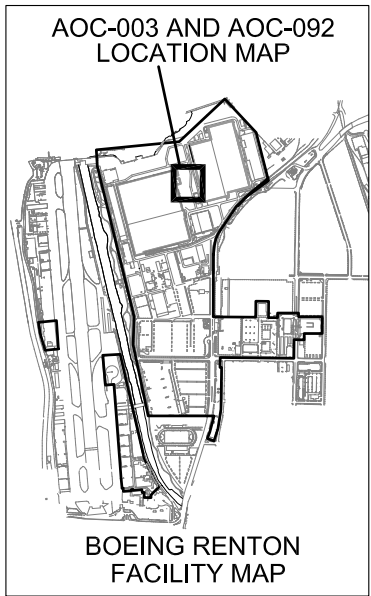 AOC-003 AND AOC-092
LOCATION MAP
BOEING RENTON
FACILITY MAP